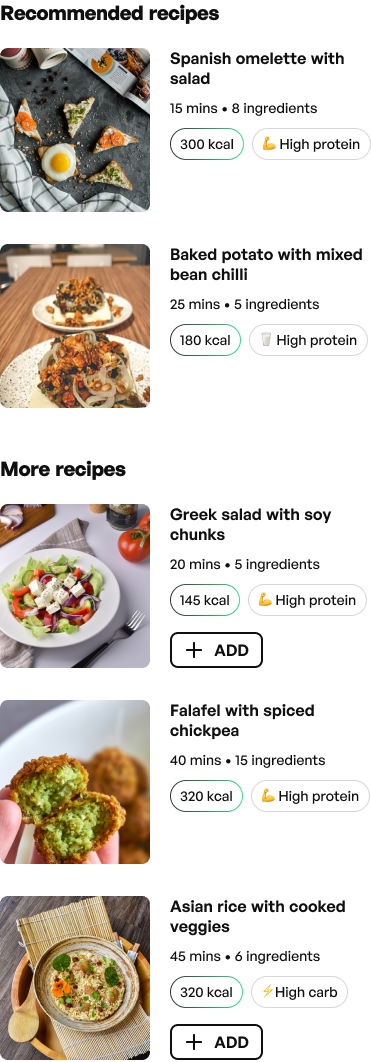 Recommended recipes
Spanish omelette with
salad
15 mins • 8 ingredients
300 kcal
💪 High protein
Baked potato with mixed
bean chilli
25 mins • 5 ingredients
180 kcal
🥛 High protein
More recipes
Greek salad with soy
chunks
20 mins • 5 ingredients
145 kcal
💪 High protein
+ ADD
Falafel with spiced
chickpea
40 mins • 15 ingredients
320 kcal
💪 High protein
Asian rice with cooked
veggies
45 mins • 6 ingredients
320 kcal
⚡ High carb
+ ADD